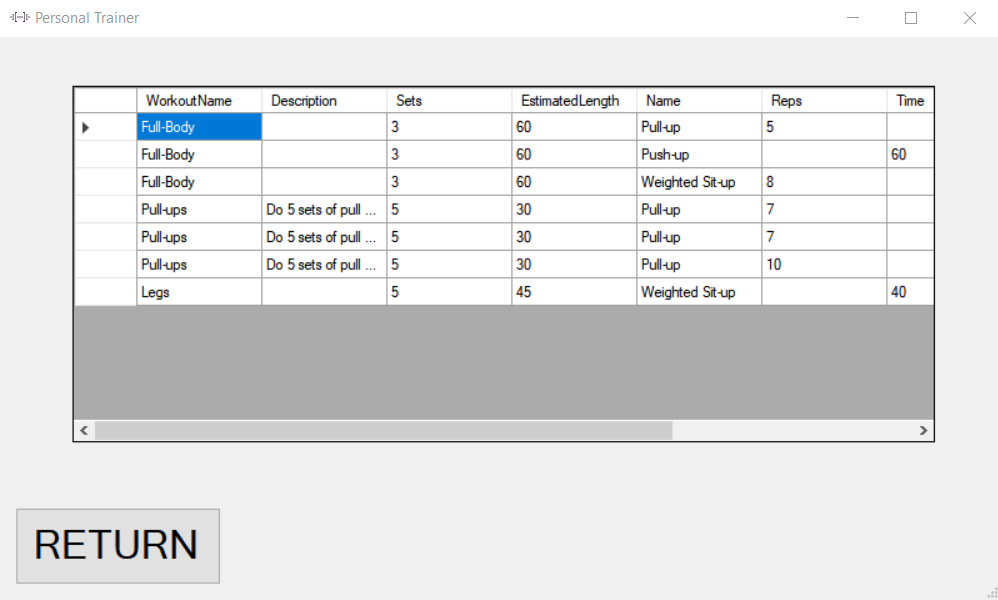 Personal Trainer
WorkoutName Description Sets EstimatedLength Name Reps Time
Full-Body 3 60 Pull-up 5
Full-Body 3 60 Push-up 60
Full-Body 3 60 Weighted Sit-up 8
Pull-ups Do 5 sets of pull ... 5 30 Pull-up 7
Pull-ups Do 5 sets of pull ... 5 30 Pull-up 7
Pull-ups Do 5 sets of pull ... 5 30 Pull-up 10
Legs 5 45 Weighted Sit-up 40
RETURN